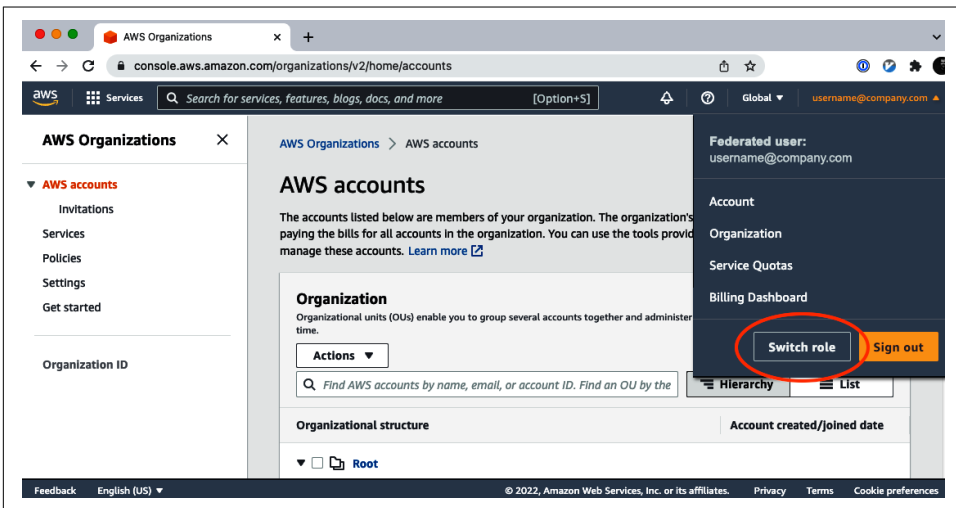 AWS Organizations
console.aws.amazon.com/organizations/v2/home/accounts
aws
Services
Search for services, features, blogs, docs, and more
[Option+S]
Global ▼
username@company.com ▲
AWS Organizations
AWS accounts
Invitations
Services
Policies
Settings
Get started
Organization ID
AWS Organizations > AWS accounts
AWS accounts
The accounts listed below are members of your organization. The organization's
paying the bills for all accounts in the organization. You can use the tools provid
manage these accounts. Learn more
Organization
Organizational units (OUs) enable you to group several accounts together and administer
time.
Actions ▼
Find AWS accounts by name, email, or account ID. Find an OU by the
Hierarchy
List
Organizational structure
Account created/joined date
Root
Federated user:
username@company.com
Account
Organization
Service Quotas
Billing Dashboard
Switch role
Sign out
Feedback
English (US) ▼
© 2022, Amazon Web Services, Inc. or its affiliates.
Privacy
Terms
Cookie preferences